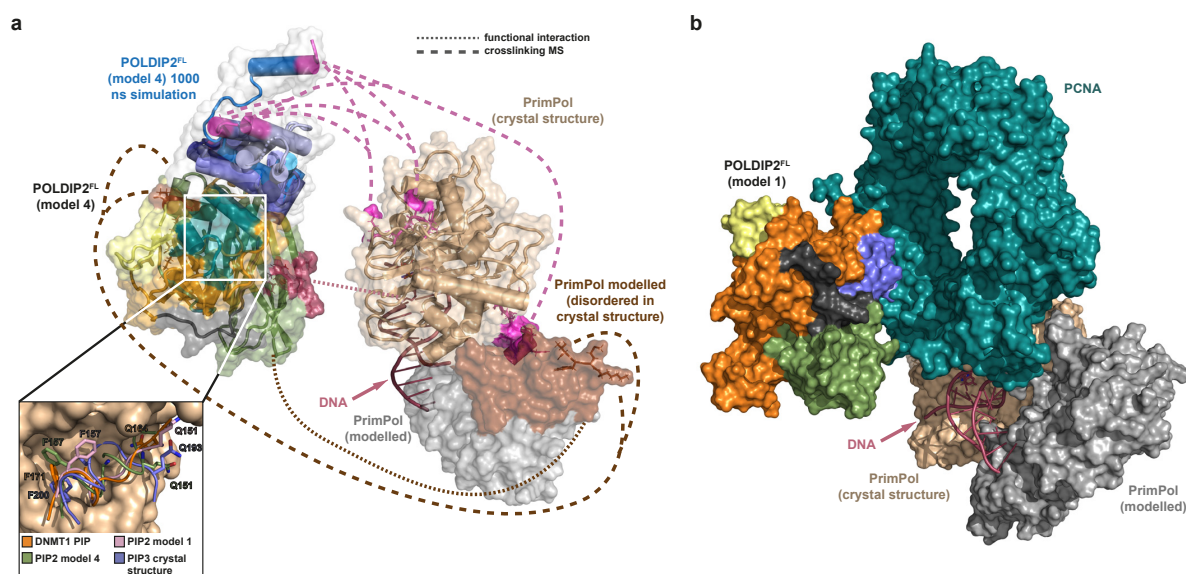 a
functional interaction
crosslinking MS
POLDIP2FL
(model 4) 1000
ns simulation
PrimPol
(crystal structure)
POLDIP2FL
(model 4)
PrimPol modelled
(disordered in
crystal structure)
DNA
PrimPol
(modelled)
F157
F157
Q164
Q151
Q193
F171
F200
Q151
DNMT1 PIP
PIP2 model 1
PIP2 model 4
PIP3 crystal
structure
b
PCNA
POLDIP2FL
(model 1)
DNA
PrimPol
(crystal structure)
PrimPol
(modelled)